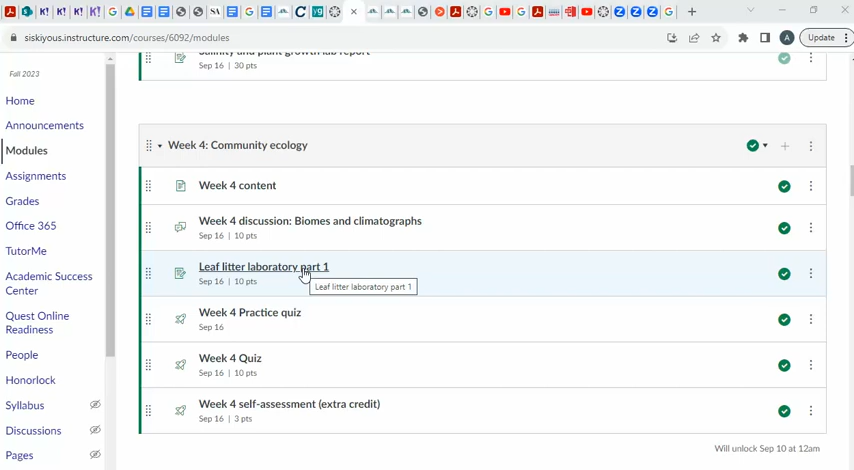 siskiyous.instructure.com/courses/6092/modules
A
Update
Fall 2023
Home
Announcements
Modules
Assignments
Grades
Office 365
TutorMe
Academic Success
Center
Quest Online
Readiness
People
Honorlock
Syllabus
Discussions
Pages
Salinity and plant growth lab report
Sep 16 | 30 pts
Week 4: Community ecology
Week 4 content
Week 4 discussion: Biomes and climatographs
Sep 16 | 10 pts
Leaf litter laboratory part 1
Sep 16 | 10 pts
Leaf litter laboratory part 1
Week 4 Practice quiz
Sep 16
Week 4 Quiz
Sep 16 | 10 pts
Week 4 self-assessment (extra credit)
Sep 16 | 3 pts
Will unlock Sep 10 at 12am